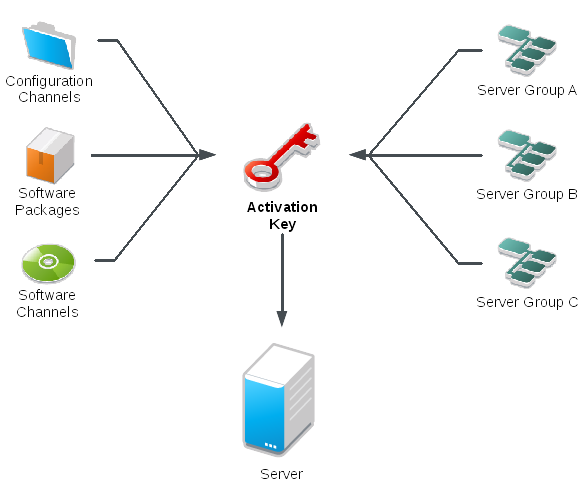 Configuration
Channels
Software
Packages
Software
Channels
Activation
Key
Server
Server Group A
Server Group B
Server Group C